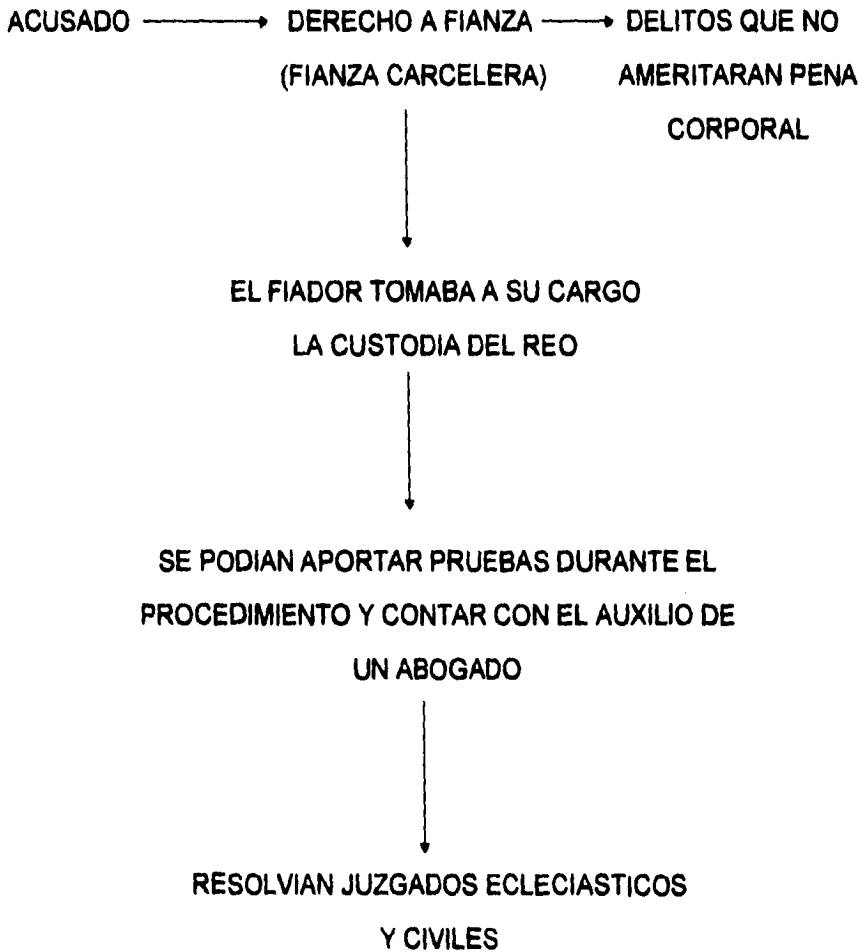 ACUSADO DERECHO A FIANZA DELITOS QUE NO
(FIANZA CARCELERA) AMERITARAN PENA
CORPORAL
EL FIADOR TOMABA A SU CARGO
LA CUSTODIA DEL REO
SE PODIAN APORTAR PRUEBAS DURANTE EL
PROCEDIMIENTO Y CONTAR CON EL AUXILIO DE
UN ABOGADO
RESOLVIAN JUZGADOS ECLECIASTICOS
Y CIVILES